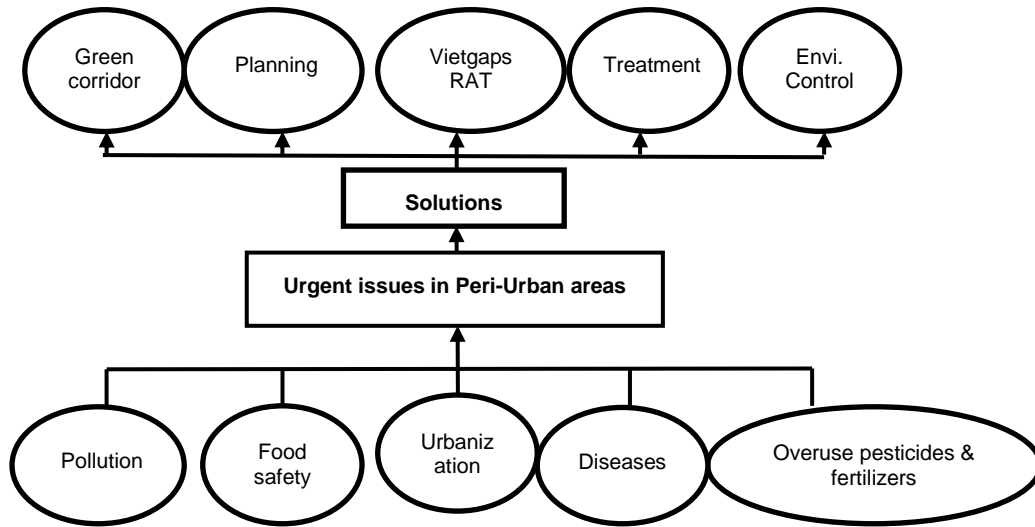 Green
corridor
Planning
Vietgaps
RAT
Treatment
Envi.
Control
Solutions
Urgent issues in Peri-Urban areas
Pollution
Food
safety
Urbaniz
ation
Diseases
Overuse pesticides &
fertilizers